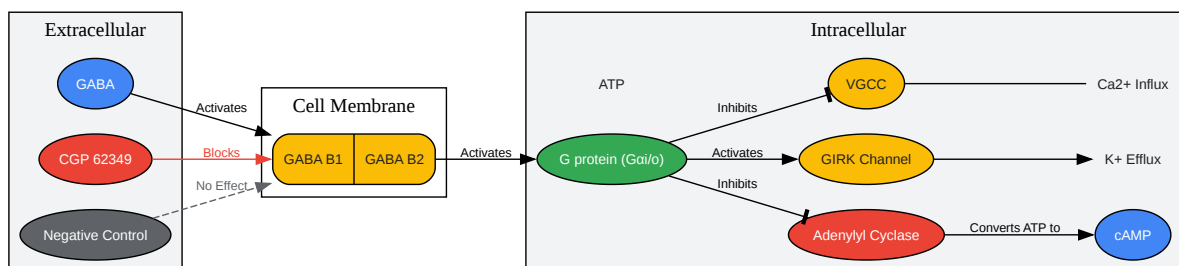 Extracellular
GABA
CGP 62349
Negative Control
Activates
Blocks
No Effect
Cell Membrane
GABA B1
GABA B2
Activates
Intracellular
ATP
G protein (Gαi/o)
Inhibits
Activates
Inhibits
VGCC
GIRK Channel
Adenylyl Cyclase
Converts ATP to
Ca2+ Influx
K+ Efflux
cAMP